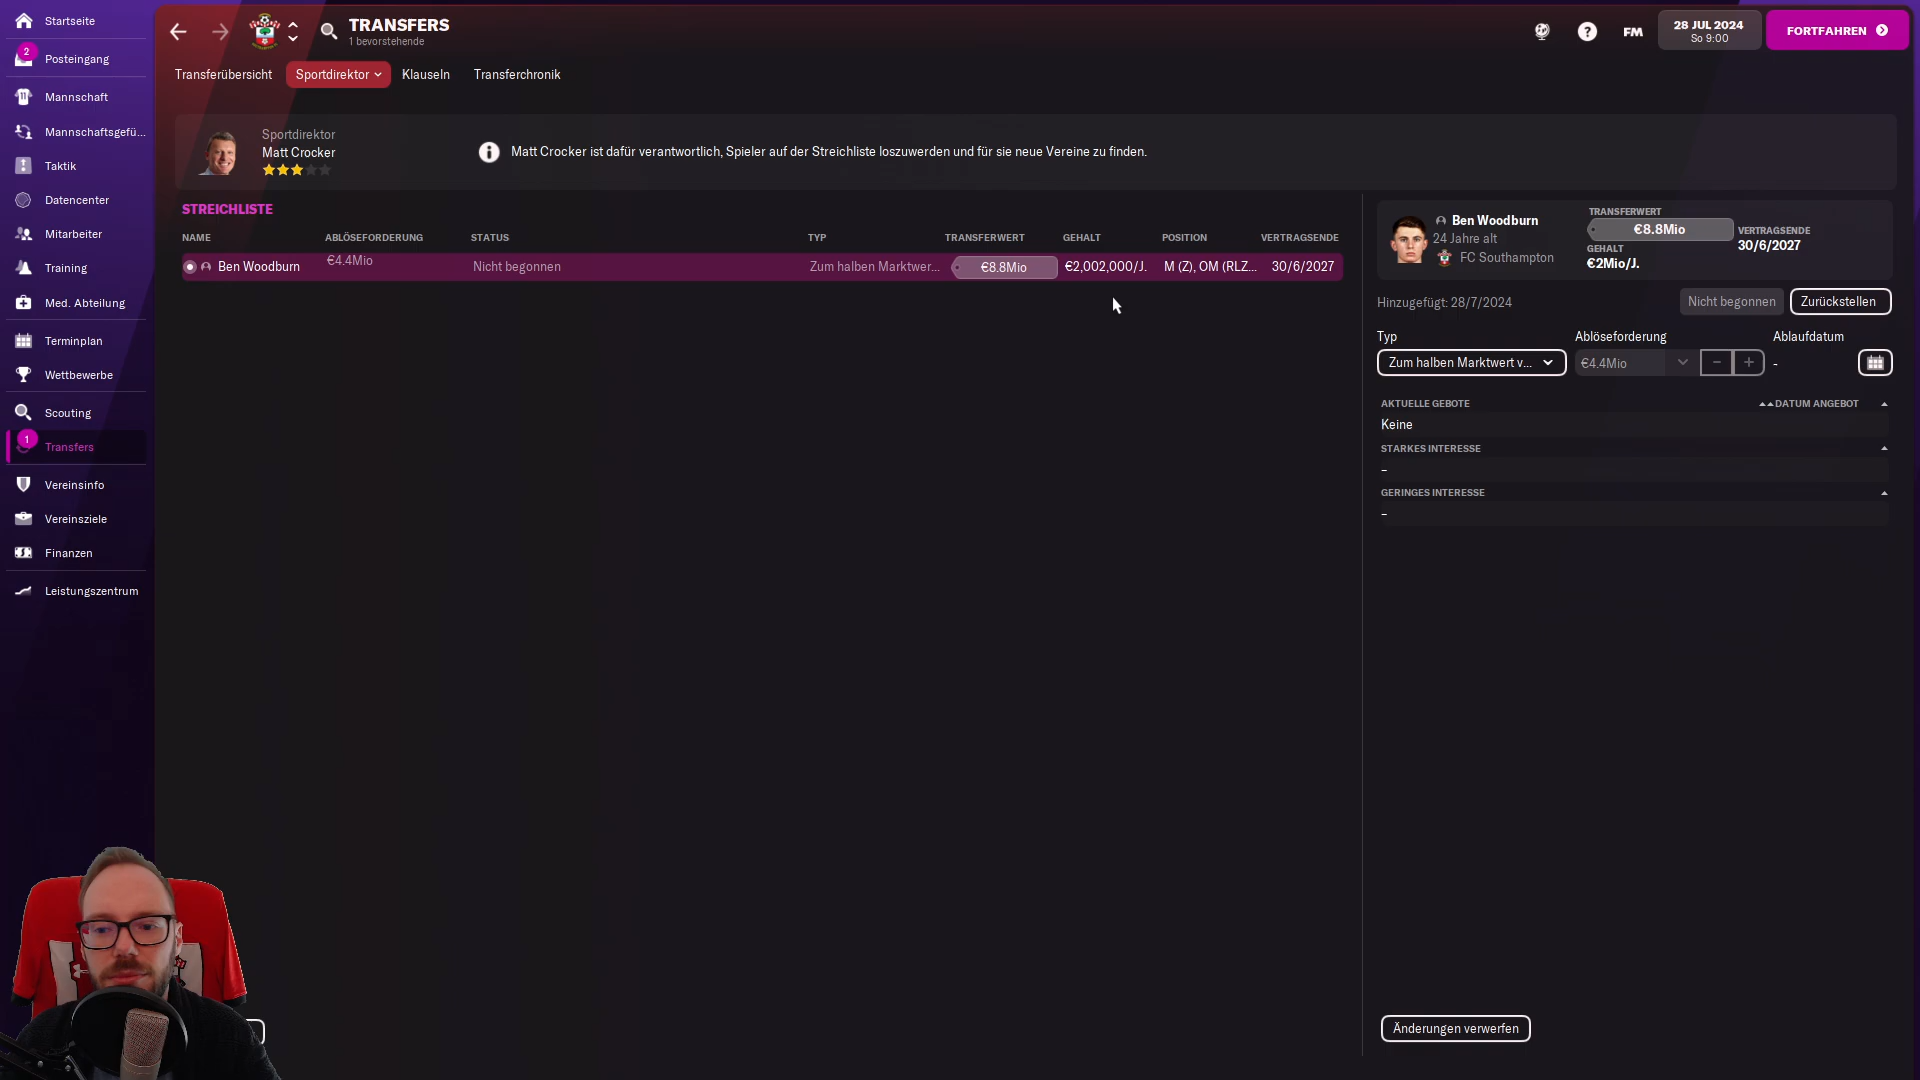 Startseite
2
Posteingang
Mannschaft
Mannschaftsgefü...
Taktik
Datencenter
Mitarbeiter
Training
Med. Abteilung
Terminplan
Wettbewerbe
Scouting
1
Transfers
Vereinsinfo
Vereinsziele
Finanzen
Leistungszentrum
TRANSFERS
1 bevorstehende
FM
28 JUL 2024
So 9:00
FORTFAHREN
Transferübersicht
Sportdirektor
Klauseln
Transferchronik
Sportdirektor
Matt Crocker
Matt Crocker ist dafür verantwortlich, Spieler auf der Streichliste loszuwerden und für sie neue Vereine zu finden.
STREICHLISTE
NAME ABLÖSEFORDERUNG STATUS TYP TRANSFERWERT GEHALT POSITION VERTRAGSENDE
Ben Woodburn €4.4Mio Nicht begonnen Zum halben Marktwer... €8.8Mio €2,002,000/J. M (Z), OM (RLZ... 30/6/2027
Ben Woodburn
24 Jahre alt
FC Southampton
TRANSFERWERT
€8.8Mio
GEHALT
€2Mio/J.
VERTRAGSENDE
30/6/2027
Hinzugefügt: 28/7/2024
Nicht begonnen
Zurückstellen
Typ Ablöseforderung Ablaufdatum
Zum halben Marktwert v... €4.4Mio - + -
AKTUELLE GEBOTE DATUM ANGEBOT
Keine
STARKES INTERESSE
-
GERINGES INTERESSE
-
Änderungen verwerfen